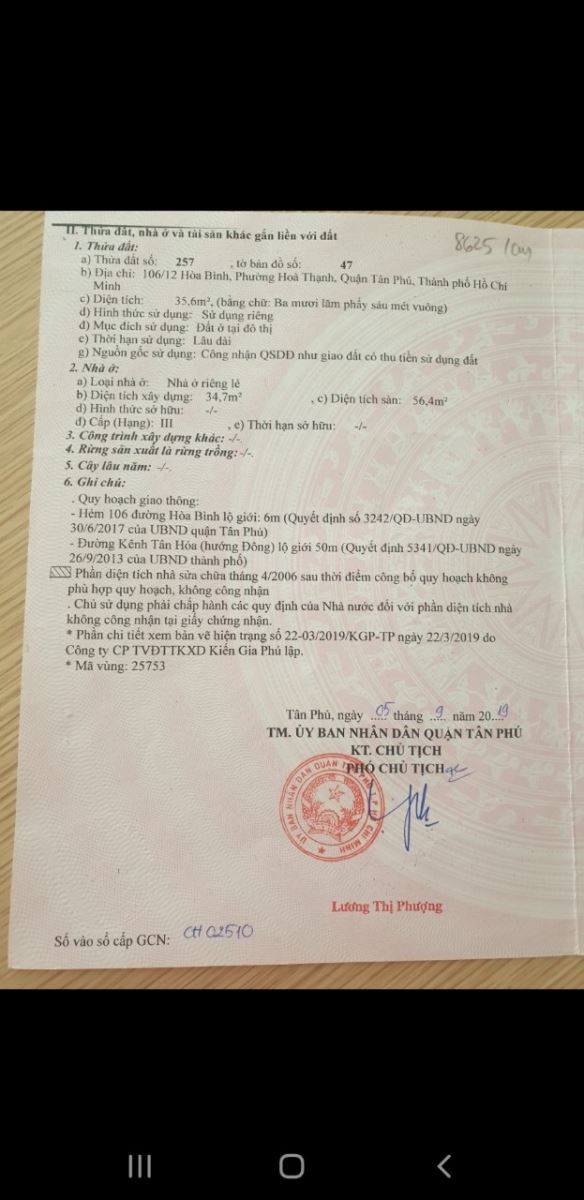 II. Thửa đất, nhà ở và tài sản khác gắn liền với đất
8625
1. Thửa đất:
a) Thửa đất số: 257 , tờ bản đồ số: 47
b) Địa chỉ: 106/12 Hòa Bình, Phường Hoà Thạnh, Quận Tân Phú, Thành phố Hồ Chí
Minh
c) Diện tích: 35,6m², (bằng chữ: Ba mươi lăm phẩy sáu mét vuông)
d) Hình thức sử dụng: Sử dụng riêng
đ) Mục đích sử dụng: Đất ở tại đô thị
e) Thời hạn sử dụng: Lâu dài
g) Nguồn gốc sử dụng: Công nhận QSDĐ như giao đất có thu tiền sử dụng đất
2. Nhà ở:
a) Loại nhà ở: Nhà ở riêng lẻ
b) Diện tích xây dựng: 34,7m² , c) Diện tích sàn: 56,4m²
d) Hình thức sở hữu: -/-
đ) Cấp (Hạng): III , e) Thời hạn sở hữu: -/-
3. Công trình xây dựng khác: -/-.
4. Rừng sản xuất là rừng trồng: -/-.
5. Cây lâu năm: -/-.
6. Ghi chú:
. Quy hoạch giao thông:
- Hẻm 106 đường Hòa Bình lộ giới: 6m (Quyết định số 3242/QĐ-UBND ngày
30/6/2017 của UBND quận Tân Phú)
- Đường Kênh Tân Hóa (hướng Đông) lộ giới 50m (Quyết định 5341/QĐ-UBND ngày
26/9/2013 của UBND thành phố)
Phần diện tích nhà sửa chữa tháng 4/2006 sau thời điểm công bố quy hoạch không
phù hợp quy hoạch, không công nhận
. Chủ sử dụng phải chấp hành các quy định của Nhà nước đối với phần diện tích nhà
không công nhận tại giấy chứng nhận.
* Phần chi tiết xem bản vẽ hiện trạng số 22-03/2019/KGP-TP ngày 22/3/2019 do
Công ty CP TVĐTTKXD Kiến Gia Phú lập.
* Mã vùng: 25753
Tân Phú, ngày 05 tháng 9 năm 2019
TM. ỦY BAN NHÂN DÂN QUẬN TÂN PHÚ
KT. CHỦ TỊCH
PHÓ CHỦ TỊCH
ỦY BAN NHÂN DÂN QUẬN TÂN PHÚ T.P HỒ CHÍ MINH
Lương Thị Phượng
Số vào sổ cấp GCN: CH 02510